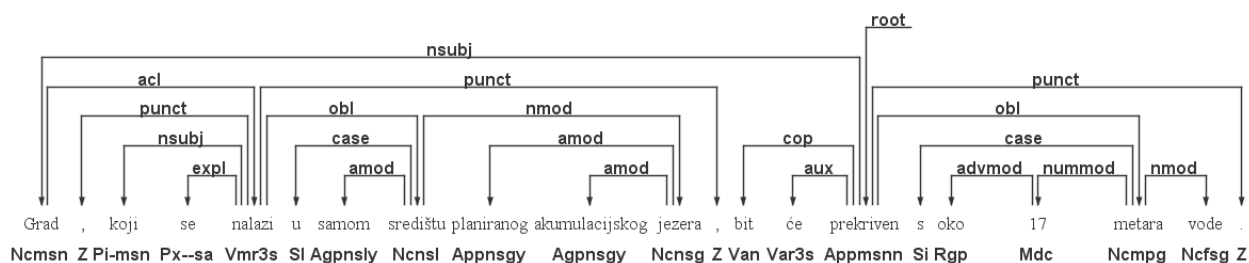 root
nsubj
acl punct punct
punct obl nmod obl
nsubj case amod cop case
expl amod amod aux advmod nummod nmod
Grad , koji se nalazi u samom središtu planiranog akumulacijskog jezera , bit će prekriven s oko 17 metara vode .
Ncmsn Z Pi-msn Px--sa Vmr3s Sl Agpnsly Ncnsl Appnsgy Agpnsgy Ncnsg Z Van Var3s Appmsnn Si Rgp Mdc Ncmpg Ncfsg Z